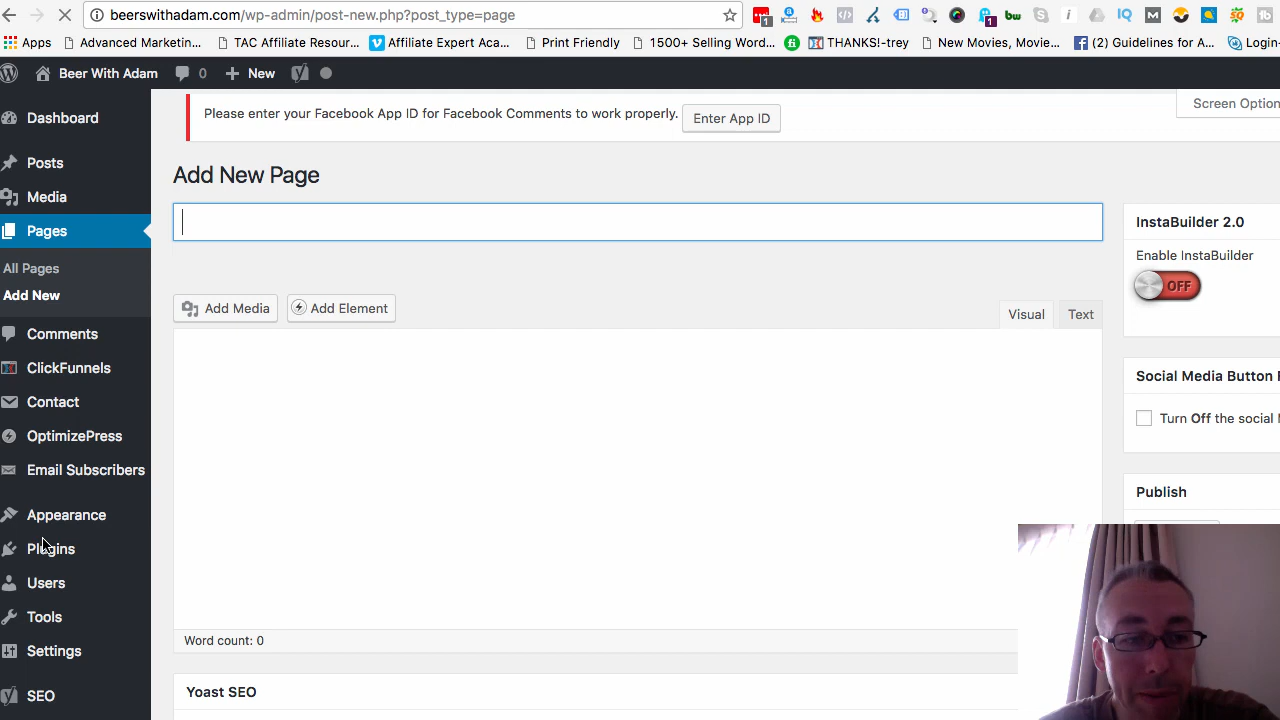 beerswithadam.com/wp-admin/post-new.php?post_type=page
Apps Advanced Marketin... TAC Affiliate Resour... Affiliate Expert Aca... Print Friendly 1500+ Selling Word... THANKS!-trey New Movies, Movie... (2) Guidelines for A... Login
Beer With Adam 0 New
Please enter your Facebook App ID for Facebook Comments to work properly. Enter App ID
Screen Optio
Dashboard
Posts
Media
Pages
All Pages
Add New
Comments
ClickFunnels
Contact
OptimizePress
Email Subscribers
Appearance
Plugins
Users
Tools
Settings
SEO
Add New Page
Add Media Add Element
Visual Text
Word count: 0
Yoast SEO
InstaBuilder 2.0
Enable InstaBuilder
OFF
Social Media Button
Turn Off the social
Publish